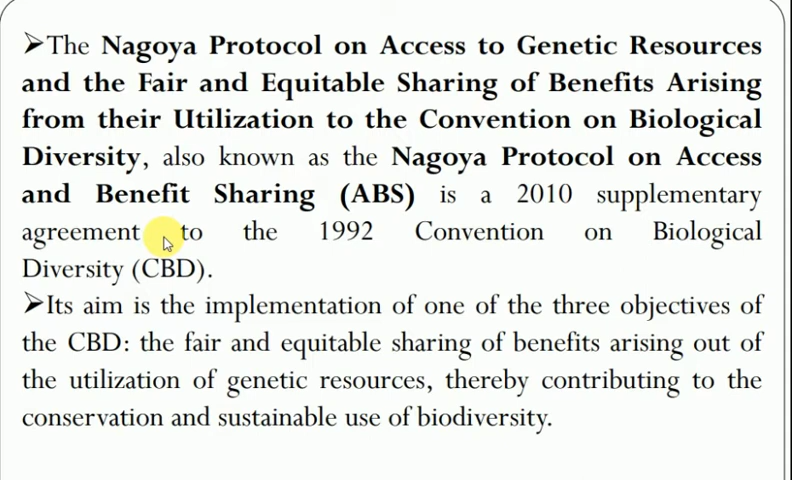 ➤The Nagoya Protocol on Access to Genetic Resources
and the Fair and Equitable Sharing of Benefits Arising
from their Utilization to the Convention on Biological
Diversity, also known as the Nagoya Protocol on Access
and Benefit Sharing (ABS) is a 2010 supplementary
agreement to the 1992 Convention on Biological
Diversity (CBD).
➤Its aim is the implementation of one of the three objectives of
the CBD: the fair and equitable sharing of benefits arising out of
the utilization of genetic resources, thereby contributing to the
conservation and sustainable use of biodiversity.